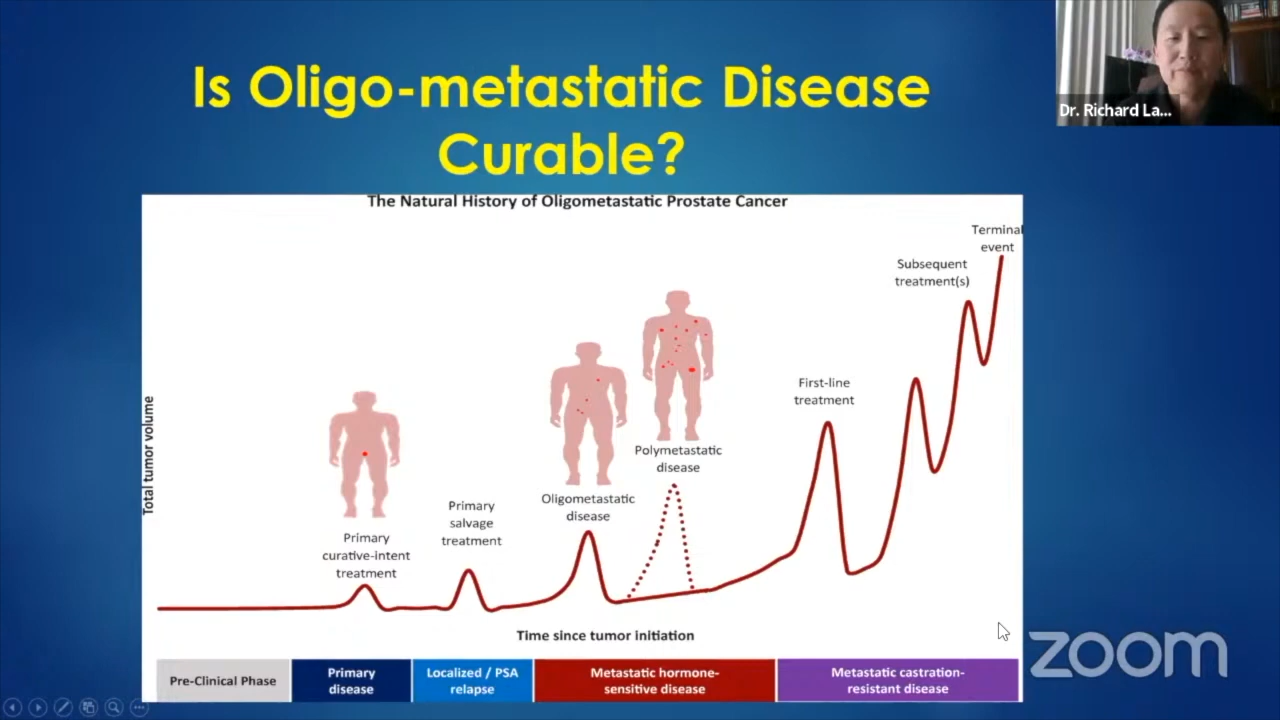 Is Oligo-metastatic Disease
Curable?
Dr. Richard La...
The Natural History of Oligometastatic Prostate Cancer
Terminal
event
Subsequent
treatment(s)
First-line
treatment
Polymetastatic
disease
Oligometastatic
disease
Primary
salvage
treatment
Primary
curative-intent
treatment
Total tumor volume
Time since tumor initiation
Pre-Clinical Phase
Primary
disease
Localized / PSA
relapse
Metastatic hormone-
sensitive disease
Metastatic castration-
resistant disease
zoom